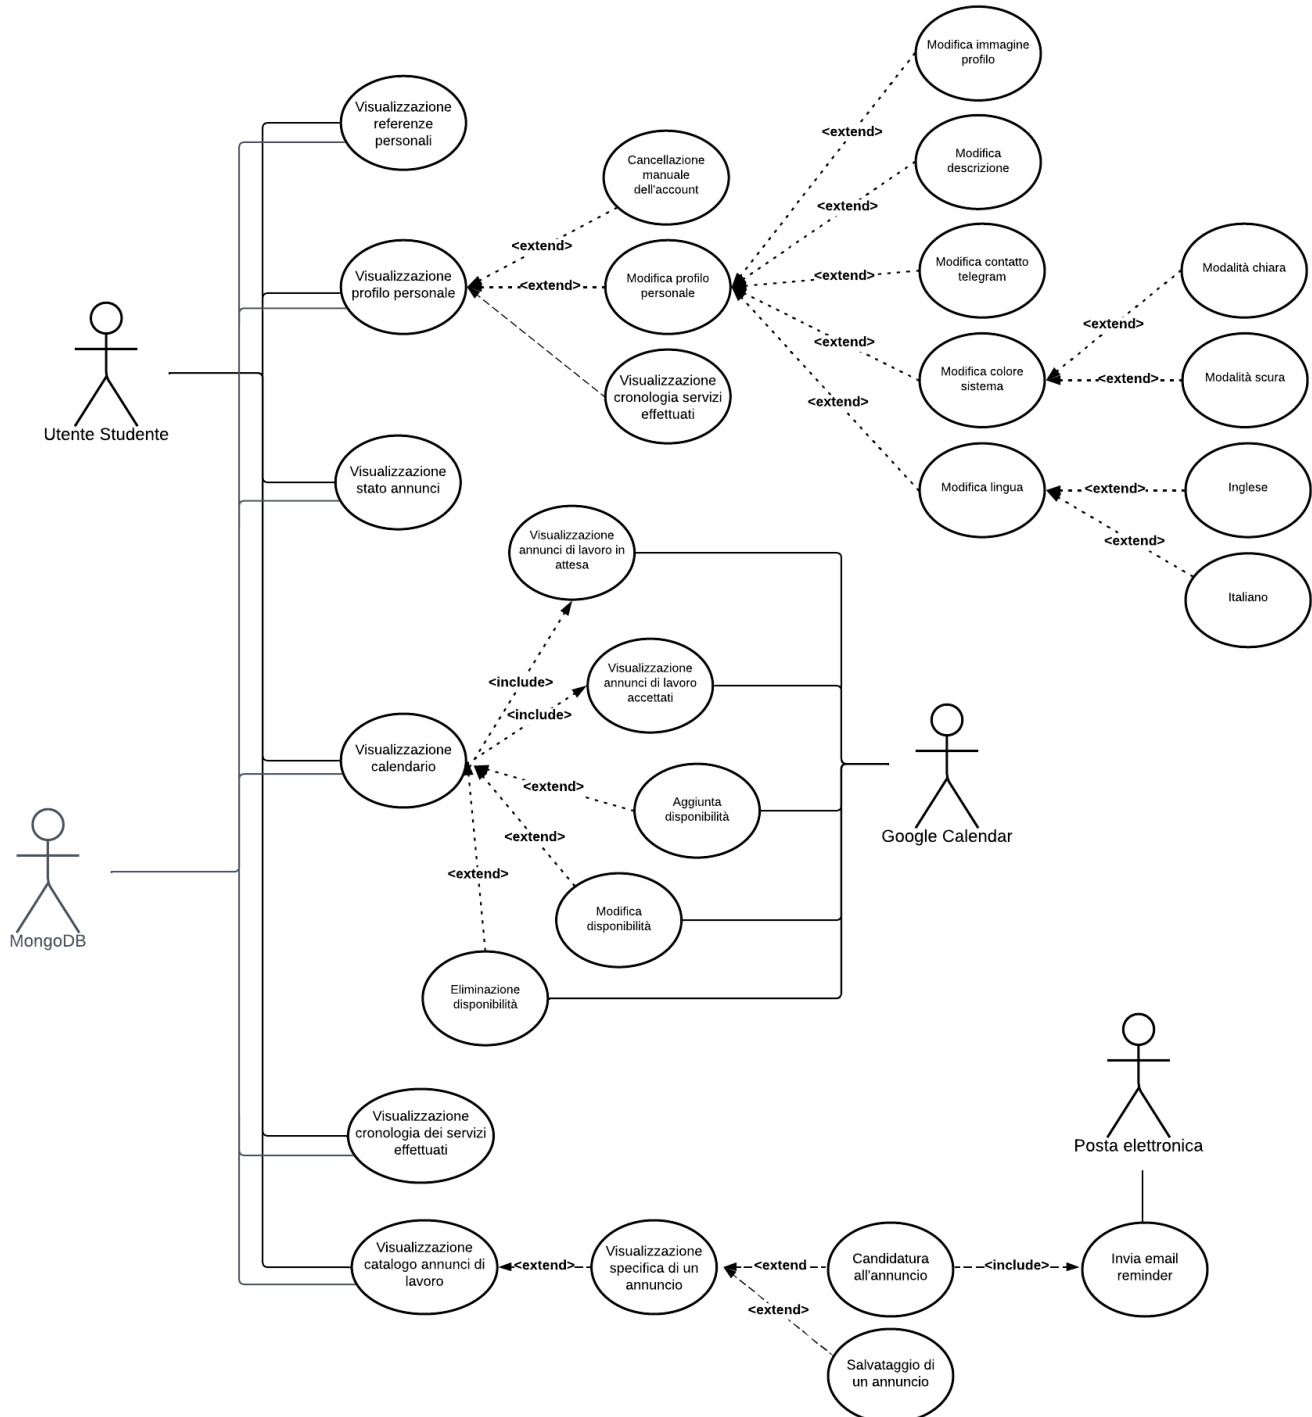 Modifica immagine
profilo
Visualizzazione
referenze
personali
<extend>
Cancellazione
manuale
dell'account
Modifica
descrizione
<extend>
<extend>
Visualizzazione
profilo personale
<extend>
Modifica profilo
personale
<extend>
Modifica contatto
telegram
Modalità chiara
<extend>
<extend>
Modifica colore
sistema
<extend>
Modalità scura
Visualizzazione
cronologia servizi
effettuati
<extend>
Utente Studente
Visualizzazione
stato annunci
Modifica lingua
<extend>
Inglese
<extend>
Visualizzazione
annunci di lavoro in
attesa
Italiano
<include>
Visualizzazione
annunci di lavoro
accettati
<include>
Visualizzazione
calendario
<extend>
Aggiunta
disponibilità
<extend>
Google Calendar
<extend>
Modifica
disponibilità
MongoDB
Eliminazione
disponibilità
Visualizzazione
cronologia dei servizi
effettuati
Posta elettronica
Visualizzazione
catalogo annunci di
lavoro
<extend>
Visualizzazione
specifica di un
annuncio
<extend
Candidatura
all'annuncio
<include>
Invia email
reminder
<extend>
Salvataggio di
un annuncio